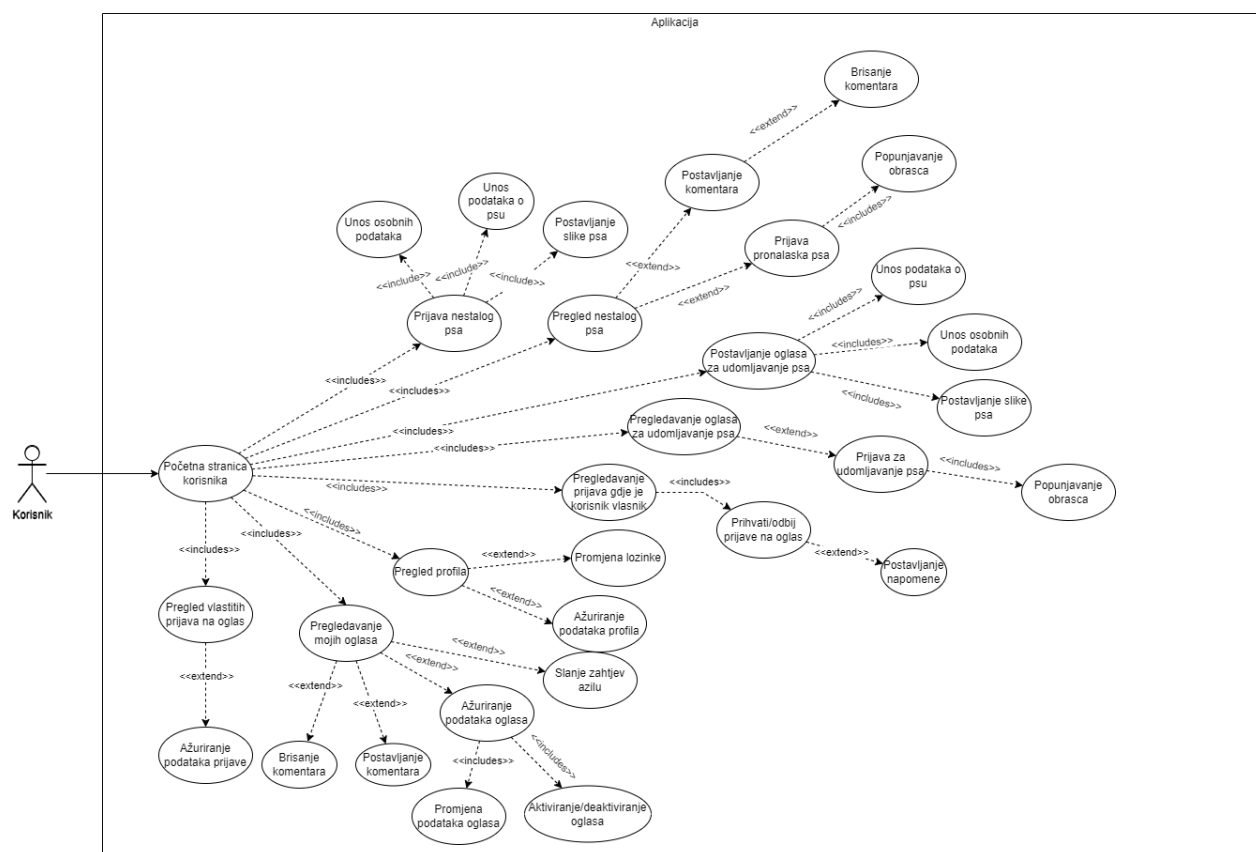 Aplikacija
Brisanje
komentara
<<extend>>
Postavljanje
komentara
Popunjavanje
obrasca
<<includes>>
Unos osobnih
podataka
Unos
podataka o
psu
Postavljanje
slike psa
Prijava
pronalaska psa
<<extend>>
<<extend>>
<<include>>
<<include>>
<<include>>
Prijava nestalog
psa
Pregled nestalog
psa
Unos podataka o
psu
<<includes>>
Postavljanje oglasa
za udomljavanje psa
<<includes>>
Unos osobnih
podataka
<<includes>>
Postavljanje slike
psa
<<includes>>
<<includes>>
<<includes>>
<<includes>>
Pregledavanje oglasa
za udomljavanje psa
<<extend>>
Prijava za
udomljavanje psa
<<includes>>
Popunjavanje
obrasca
Početna stranica
korisnika
Korisnik
<<includes>>
Pregledavanje
prijava gdje je
korisnik vlasnik
<<includes>>
Prihvati/odbij
prijave na oglas
<<extend>>
Postavljanje
napomene
<<includes>>
<<includes>>
<<includes>>
Pregled profila
<<extend>>
Promjena lozinke
<<extend>>
Ažuriranje
podataka profila
Pregled vlastitih
prijava na oglas
Pregledavanje
mojih oglasa
<<extend>>
Slanje zahtjev
azilu
<<extend>>
<<extend>>
<<extend>>
<<extend>>
Ažuriranje
podataka oglasa
Ažuriranje
podataka prijave
Brisanje
komentara
Postavljanje
komentara
<<includes>>
<<includes>>
Promjena
podataka oglasa
Aktiviranje/deaktiviranje
oglasa